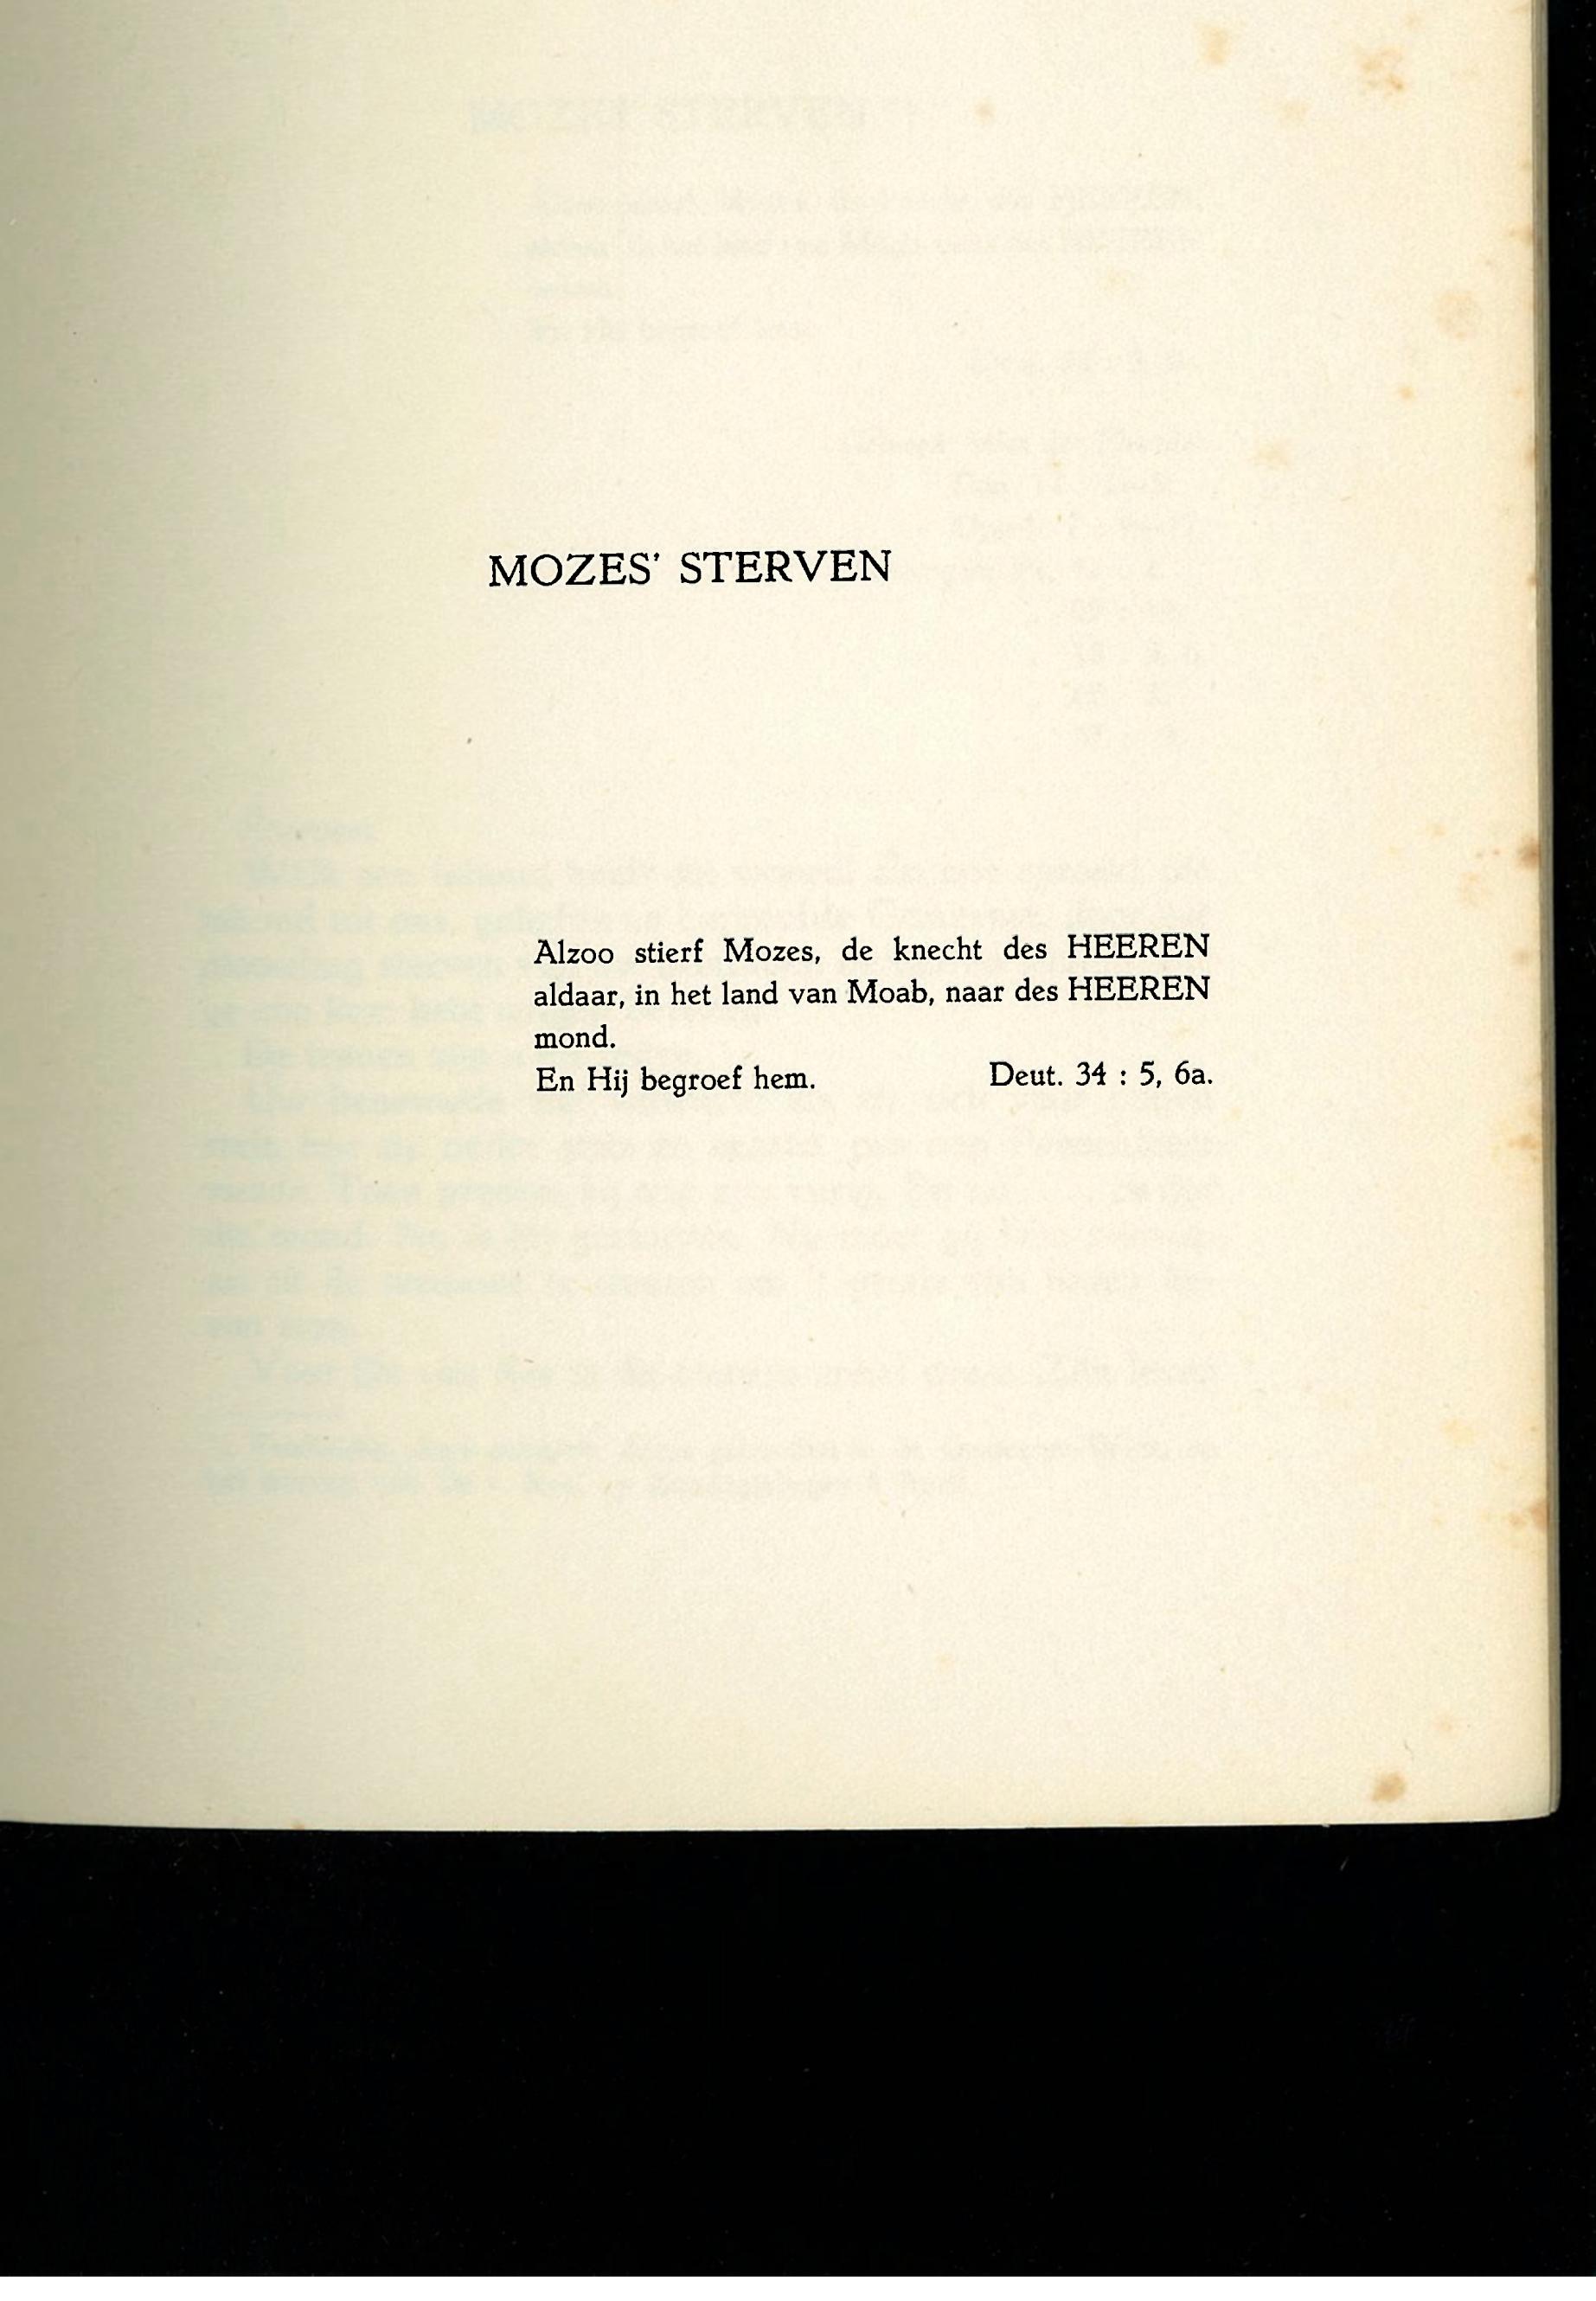 MOZES' STERVEN
Alzoo stierf Mozes, de knecht des HEEREN
aldaar, in het land van Moab, naar des HEEREN
mond.
En Hij begroef hem. Deut. 34 : 5, 6a.